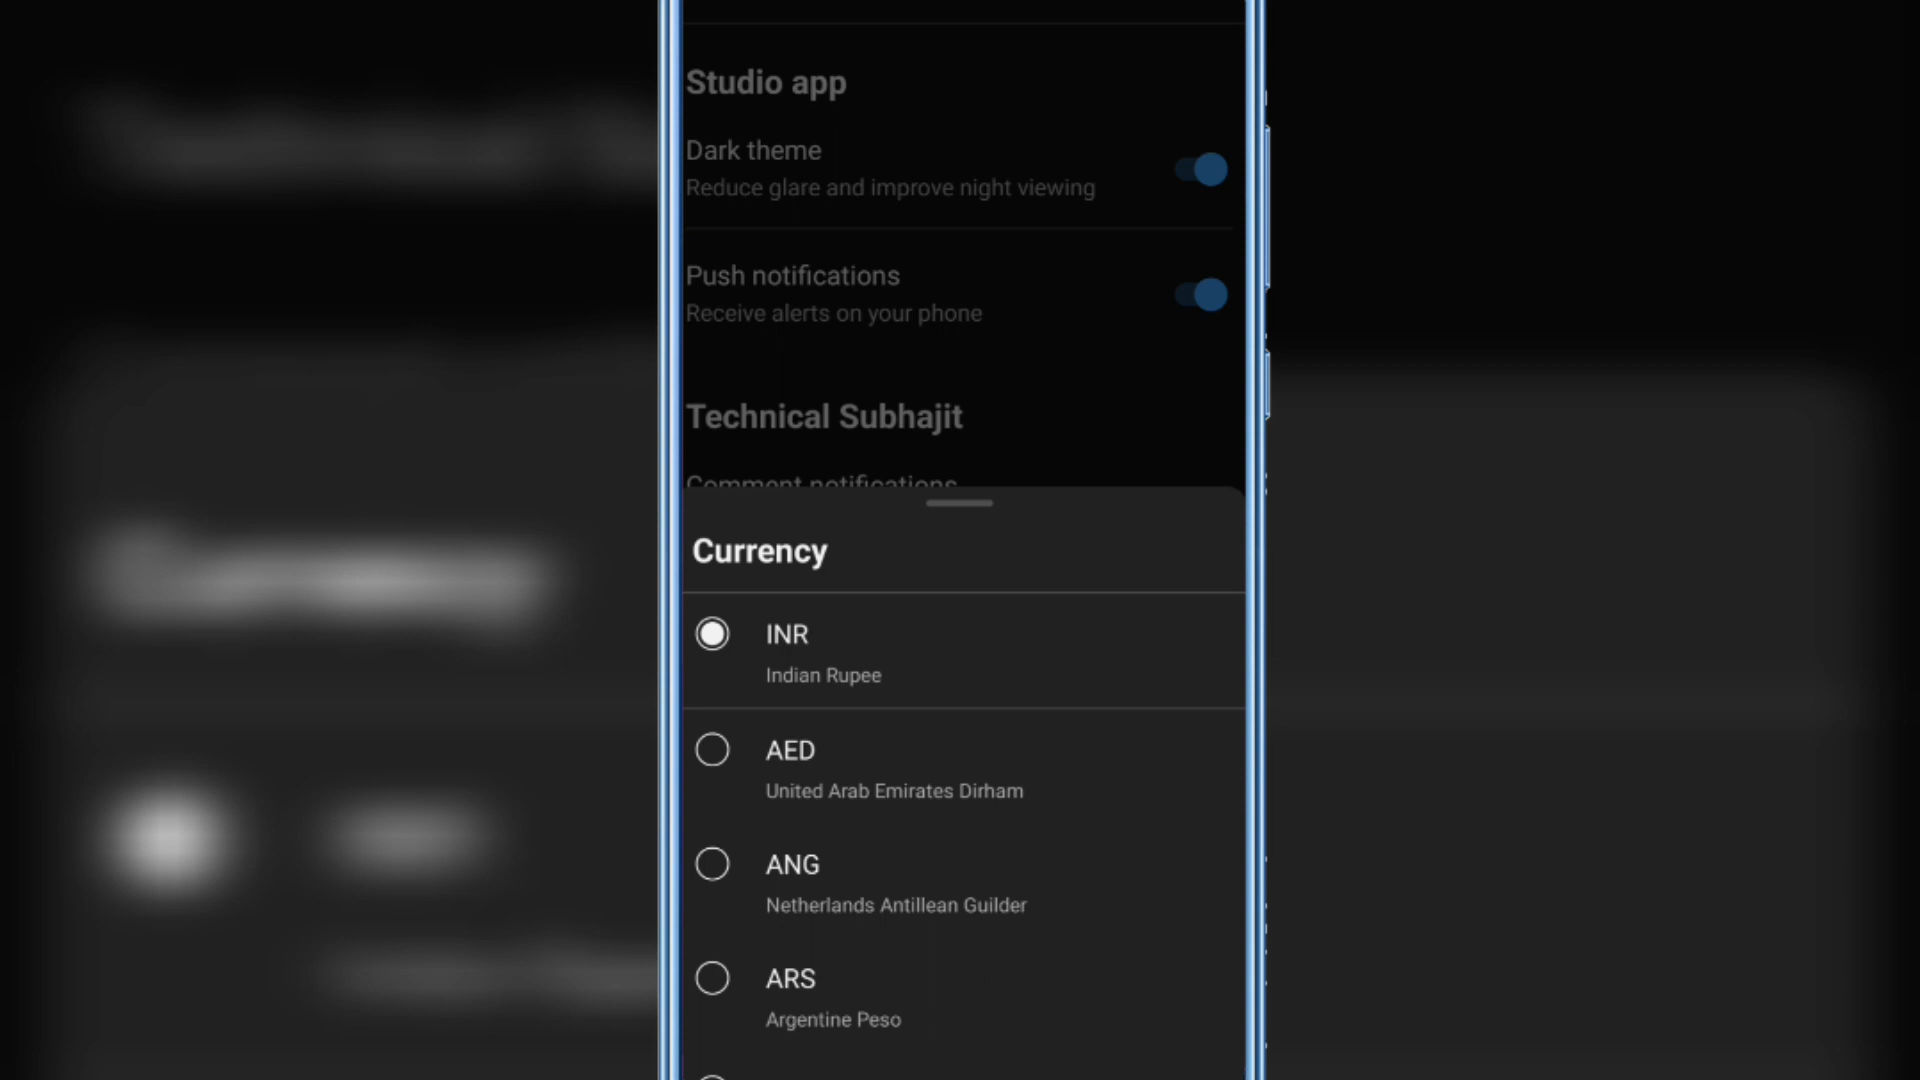 Studio app
Dark theme
Reduce glare and improve night viewing
Push notifications
Receive alerts on your phone
Technical Subhajit
Comment notifications
Currency
INR
Indian Rupee
AED
United Arab Emirates Dirham
ANG
Netherlands Antillean Guilder
ARS
Argentine Peso